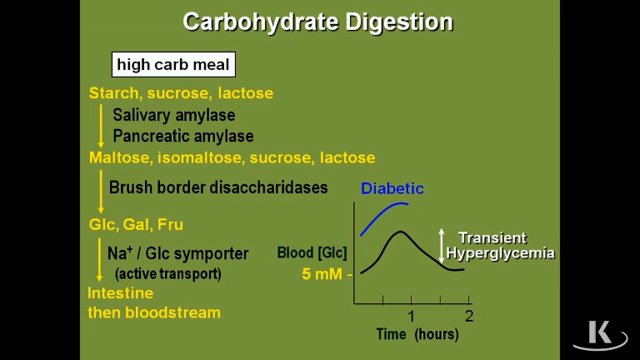 Carbohydrate Digestion
high carb meal
Starch, sucrose, lactose
Salivary amylase
Pancreatic amylase
Maltose, isomaltose, sucrose, lactose
Brush border disaccharidases
Glc, Gal, Fru
Na⁺ / Glc symporter
(active transport)
Intestine
then bloodstream
Diabetic
Transient
Hyperglycemia
Blood [Glc]
5 mM
1
2
Time (hours)
K